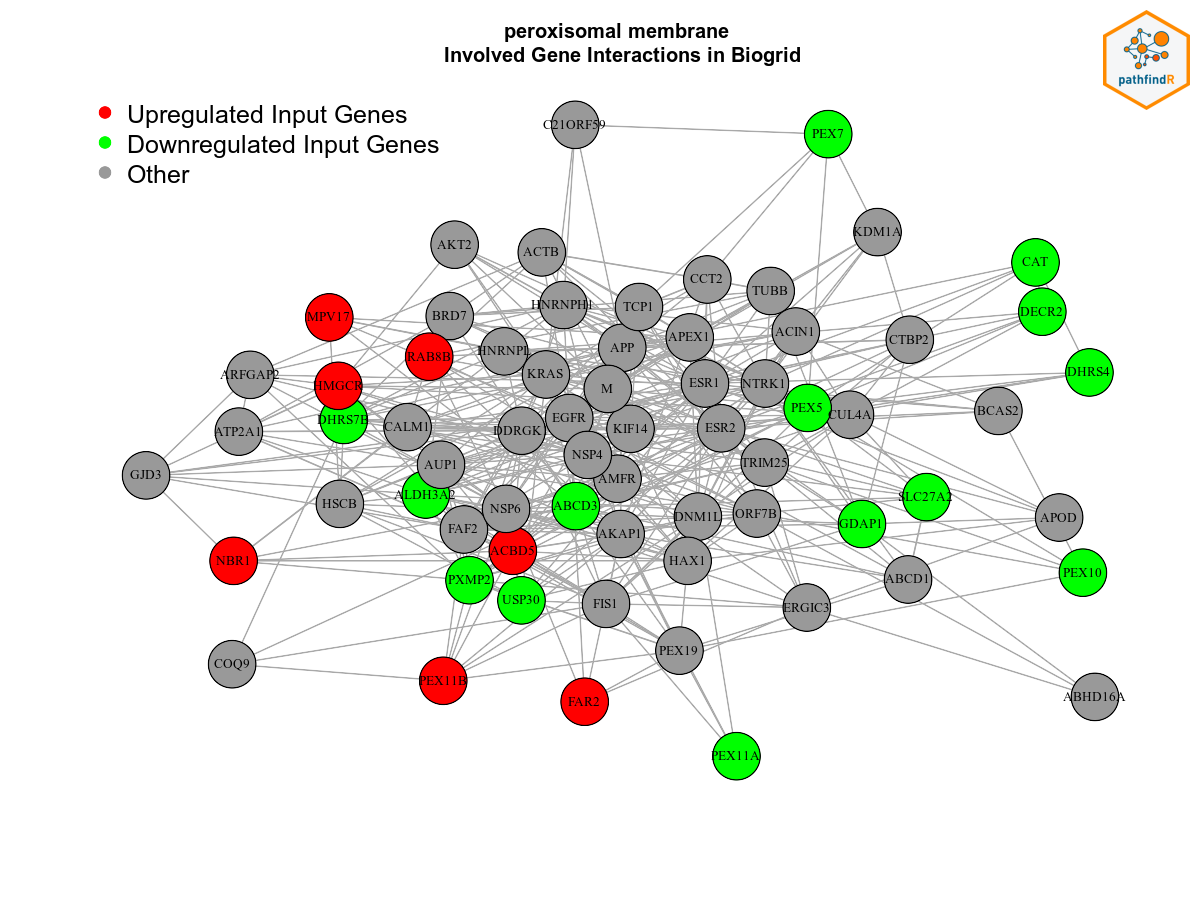 peroxisomal membrane
Involved Gene Interactions in Biogrid
pathfindR
Upregulated Input Genes
Downregulated Input Genes
Other
C21ORF59
PEX7
KDM1A
AKT2
ACTB
CAT
CCT2
TUBB
HNRNPH1
TCP1
DECR2
MPV17
BRD7
ACIN1
APEX1
CTBP2
HNRNPL
APP
RAB8B
DHRS4
ARFGAP2
KRAS
HMGCR
M
ESR1
NTRK1
PEX5
BCAS2
CUL4A
DHRS7B
EGFR
CALM1
ATP2A1
DDRGK
KIF14
ESR2
NSP4
TRIM25
AUP1
GJD3
AMFR
ALDH3A2
SLC27A2
HSCB
ABCD3
NSP6
ORF7B
DNM1L
APOD
GDAP1
FAF2
AKAP1
ACBD5
NBR1
HAX1
PEX10
PXMP2
ABCD1
USP30
FIS1
ERGIC3
PEX19
COQ9
PEX11B
ABHD16A
FAR2
PEX11A